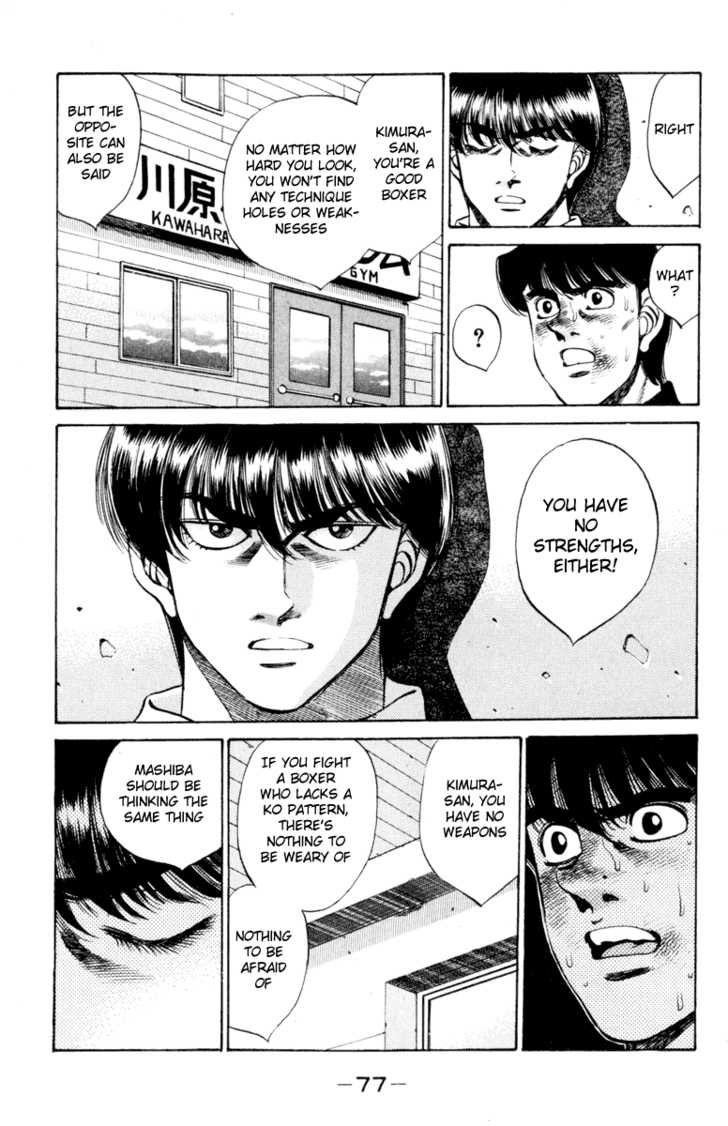 RIGHT
WHAT
?
?
KIMURA-
SAN,
YOU'RE A
GOOD
BOXER
NO MATTER HOW
HARD YOU LOOK,
YOU WON'T FIND
ANY TECHNIQUE
HOLES OR WEAK-
NESSES
BUT THE
OPPO-
SITE CAN
ALSO BE
SAID
川原
KAWAHARA
GYM
YOU HAVE
NO
STRENGTHS,
EITHER!
KIMURA-
SAN, YOU
HAVE NO
WEAPONS
IF YOU FIGHT
A BOXER
WHO LACKS A
KO PATTERN,
THERE'S
NOTHING TO
BE WEARY OF
NOTHING
TO BE
AFRAID
OF
MASHIBA
SHOULD BE
THINKING THE
SAME THING
-77-